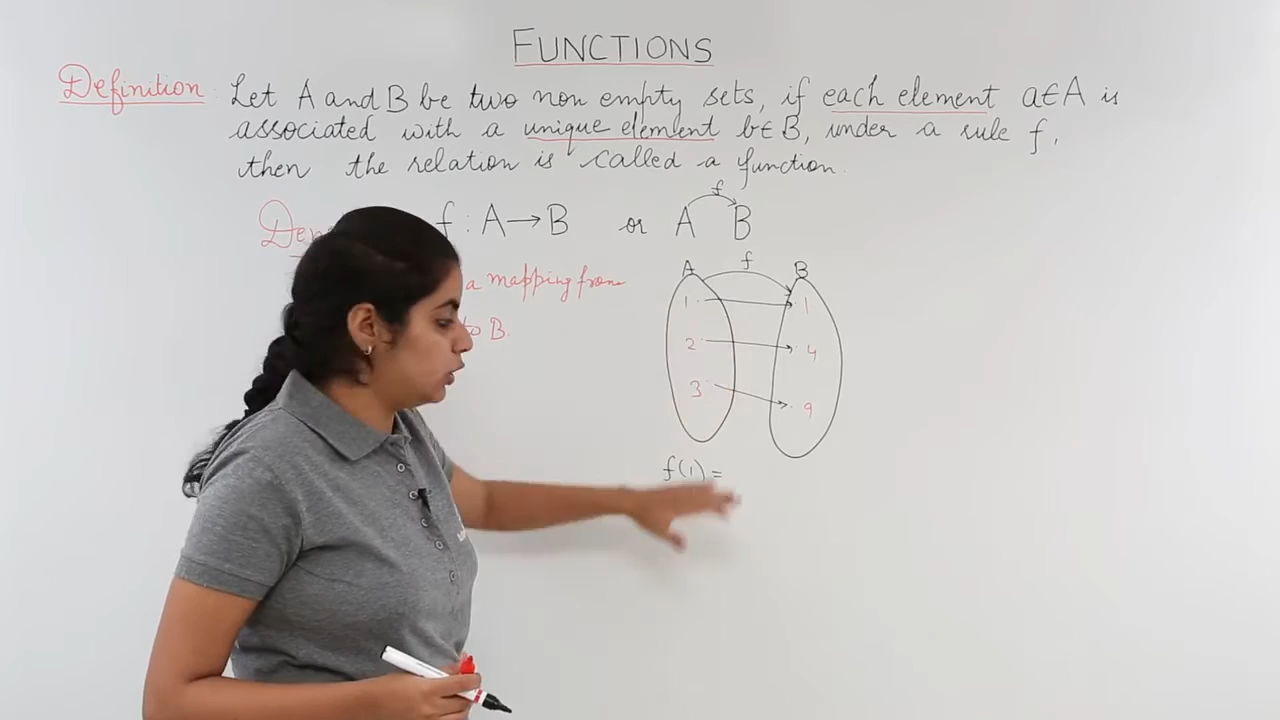 FUNCTIONS
Definition: Let A and B be two non empty sets, if each element a∈A is
associated with a unique element b∈B, under a rule f,
then the relation is called a function.
f : A→B or A B
f
a mapping from
to B.
A f B
1 1
2 4
3 9
f(1) =